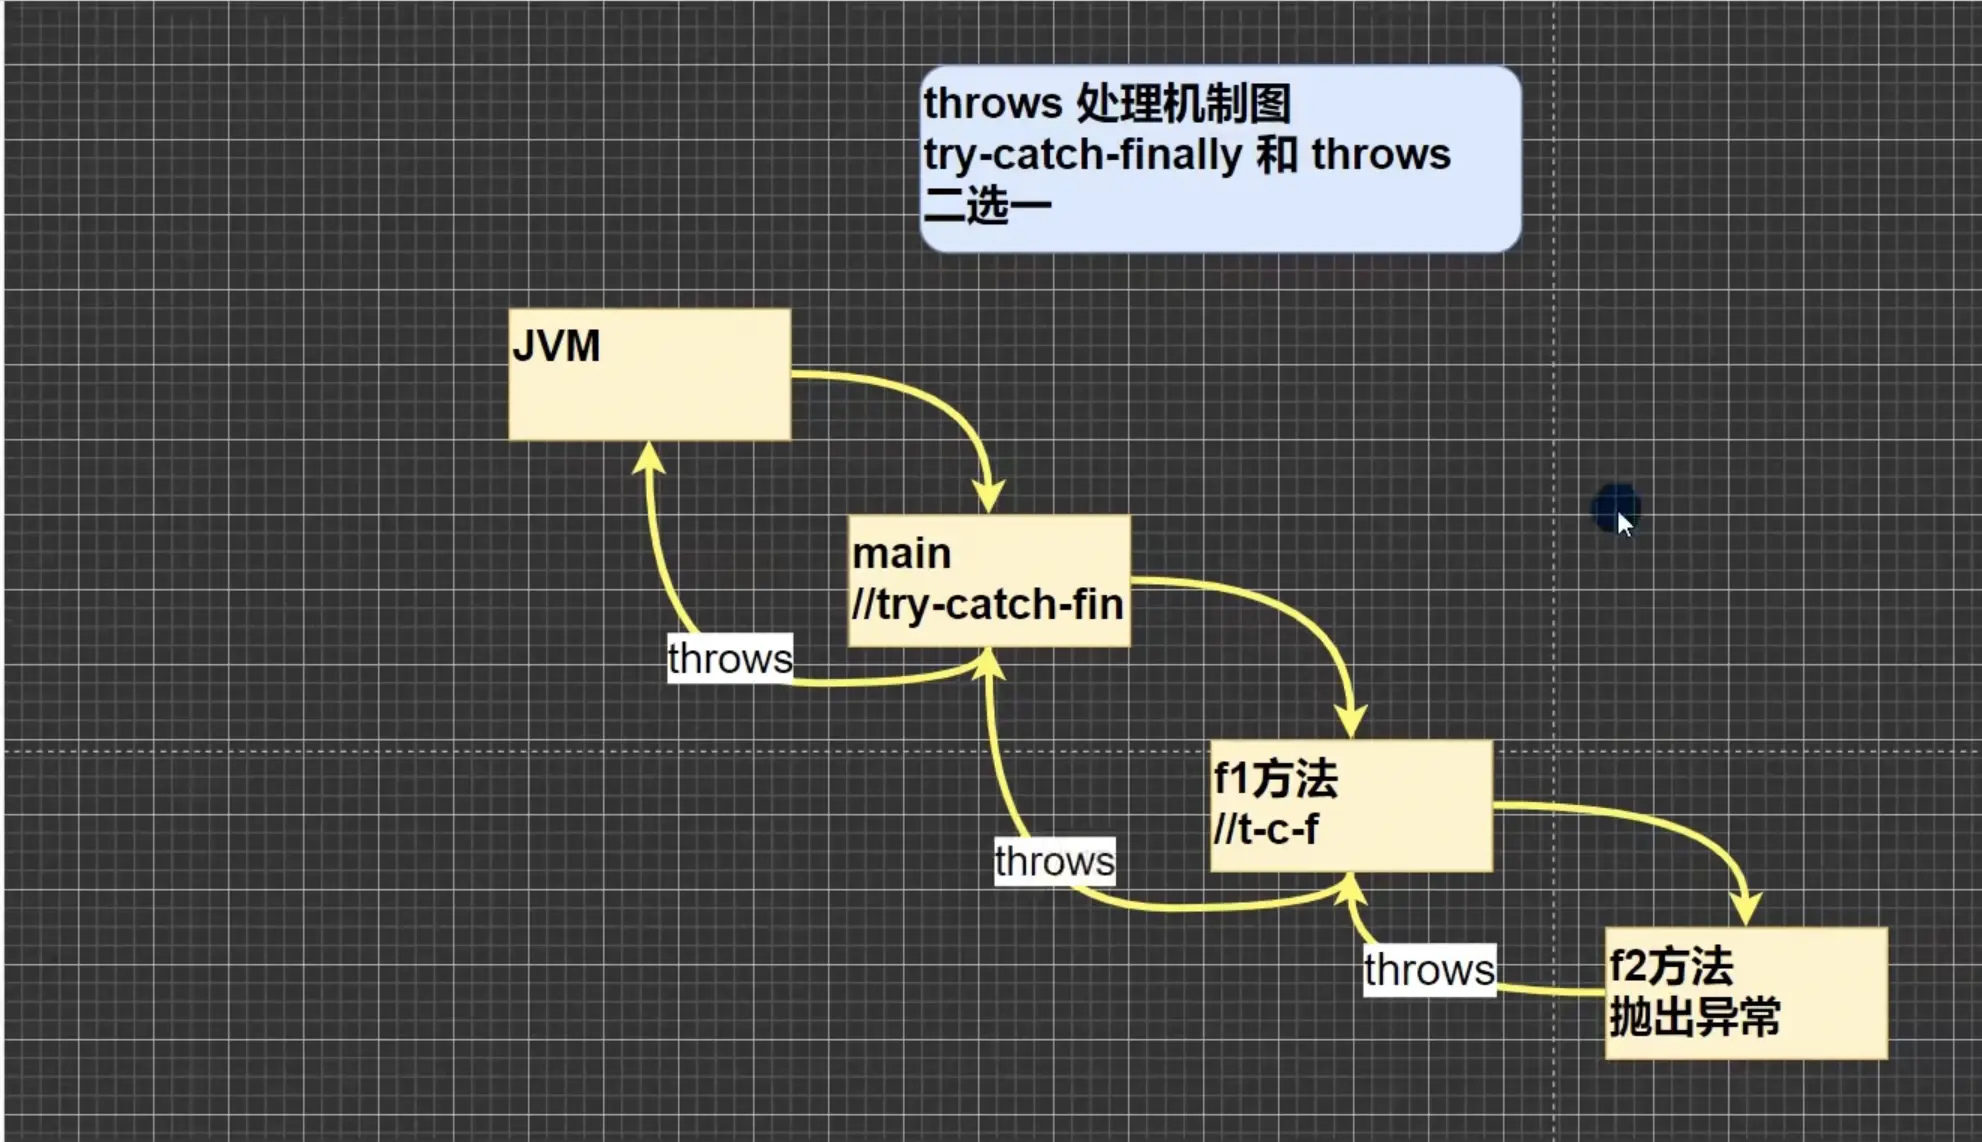 throws 处理机制图
try-catch-finally 和 throws
二选一
JVM
main
//try-catch-fin
throws
f1方法
//t-c-f
throws
f2方法
抛出异常
throws